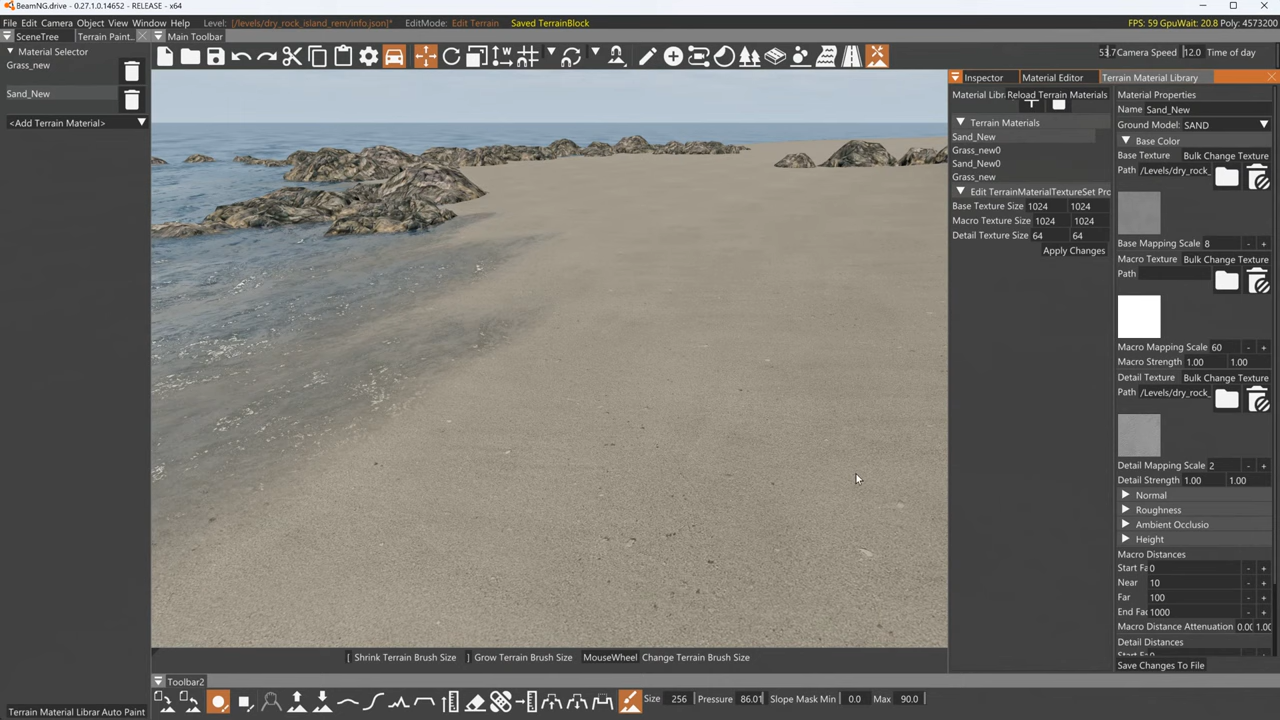 BeamNG.drive - 0.27.1.0.14652 - RELEASE - x64
File Edit Camera Object View Window Help Level: [/levels/dry_rock_island_rem/info.json]* EditMode: Edit Terrain Saved TerrainBlock FPS: 59 GpuWait: 20.8 Poly: 4573200
SceneTree Terrain Paint.. Main Toolbar
Material Selector
Grass_new
Sand_New
<Add Terrain Material>
Camera Speed 12.0 Time of day
Inspector Material Editor Terrain Material Library
Material Libr Reload Terrain Materials
Terrain Materials
Sand_New
Grass_new0
Sand_New0
Grass_new
Edit TerrainMaterialTextureSet Pro
Base Texture Size 1024 1024
Macro Texture Size 1024 1024
Detail Texture Size 64 64
Apply Changes
Material Properties
Name Sand_New
Ground Model: SAND
Base Color
Base Texture Bulk Change Texture
Path /Levels/dry_rock_
Base Mapping Scale 8 - +
Macro Texture Bulk Change Texture
Path
Macro Mapping Scale 60 - +
Macro Strength 1.00 1.00
Detail Texture Bulk Change Texture
Path /Levels/dry_rock_
Detail Mapping Scale 2 - +
Detail Strength 1.00 1.00
Normal
Roughness
Ambient Occlusio
Height
Macro Distances
Start Fa 0 - +
Near 10 - +
Far 100 - +
End Fac 1000 - +
Macro Distance Attenuation 0.00 1.00
Detail Distances
Save Changes To File
[ Shrink Terrain Brush Size ] Grow Terrain Brush Size MouseWheel Change Terrain Brush Size
Toolbar2
Size 256 Pressure 86.01 Slope Mask Min 0.0 Max 90.0
Terrain Material Librar Auto Paint